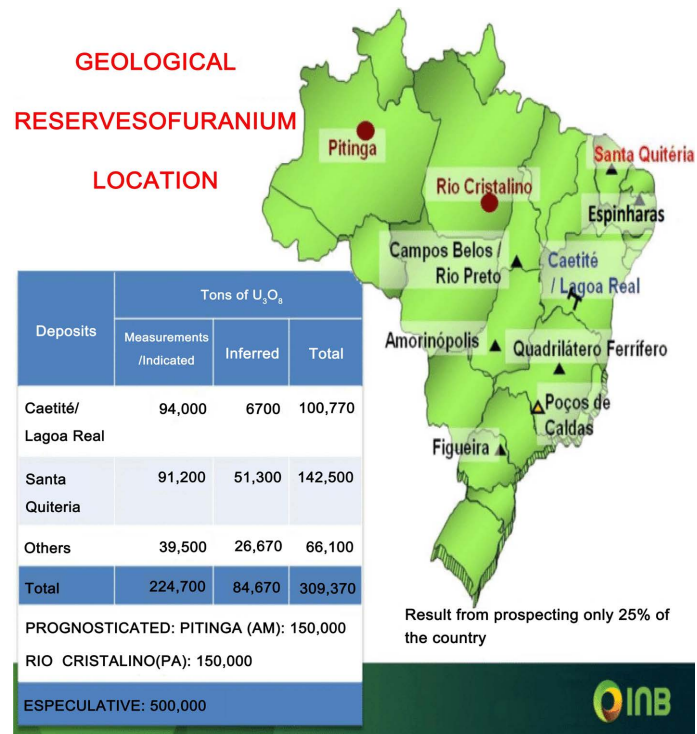 GEOLOGICAL
RESERVESOFURANIUM
LOCATION
Pitinga
Rio Cristalino
Santa Quitéria
Espinharas
Campos Belos /
Rio Preto
Caetité
/ Lagoa Real
Amorinópolis
Quadrilátero Ferrífero
Poços de
Caldas
Figueira
Deposits
Tons of U₃O₈
Measurements
/Indicated
Inferred
Total
Caetité/
Lagoa Real
94,000 6700 100,770
Santa
Quiteria
91,200 51,300 142,500
Others 39,500 26,670 66,100
Total 224,700 84,670 309,370
PROGNOSTICATED: PITINGA (AM): 150,000
RIO CRISTALINO(PA): 150,000
ESPECULATIVE: 500,000
Result from prospecting only 25% of
the country
INB